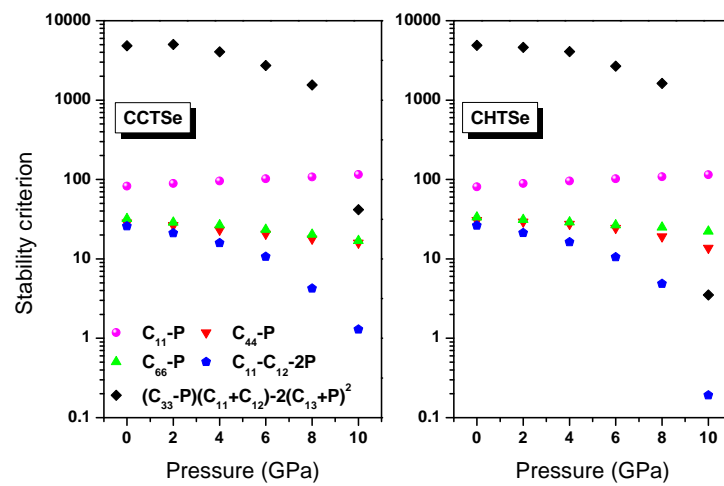 Stability criterion
10000
1000
100
10
1
0.1
CCTSe
C₁₁-P
C₄₄-P
C₆₆-P
C₁₁-C₁₂-2P
(C₃₃-P)(C₁₁+C₁₂)-2(C₁₃+P)²
0 2 4 6 8 10
Pressure (GPa)
10000
1000
100
10
1
0.1
CHTSe
0 2 4 6 8 10
Pressure (GPa)